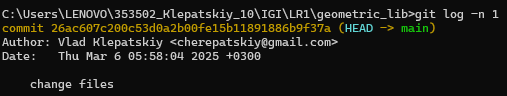 C:\Users\LENOVO\353502_Klepatskiy_10\IGI\LR1\geometric_lib>git log -n 1
commit 26ac607c200c53d0a2b00fe15b11891886b9f37a (HEAD -> main)
Author: Vlad Klepatskiy <cherepatskiy@gmail.com>
Date:   Thu Mar 6 05:58:04 2025 +0300
    change files